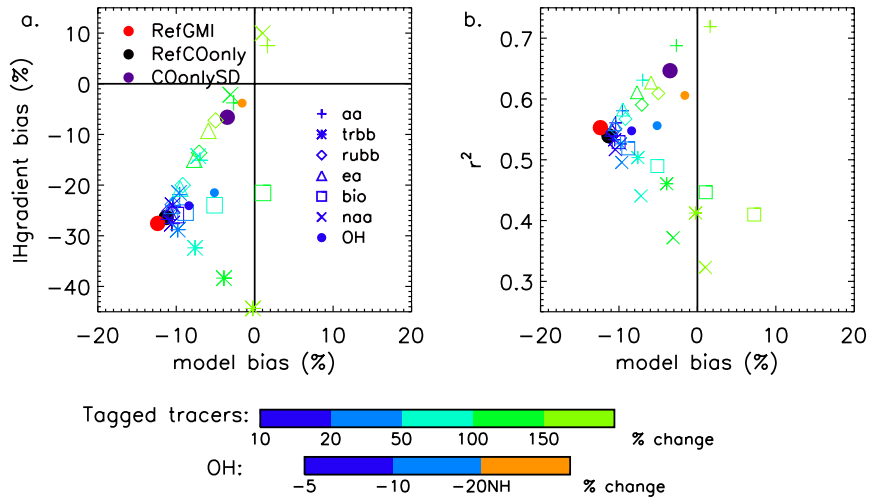 a.
RefGMI
RefCOonly
COonlySD
aa
trbb
rubb
ea
bio
naa
OH
10
0
−10
−20
−30
−40
IHgradient bias (%)
−20 −10 0 10 20
model bias (%)
b.
0.7
0.6
0.5
0.4
0.3
r²
−20 −10 0 10 20
model bias (%)
Tagged tracers:
10 20 50 100 150 % change
OH:
−5 −10 −20NH % change